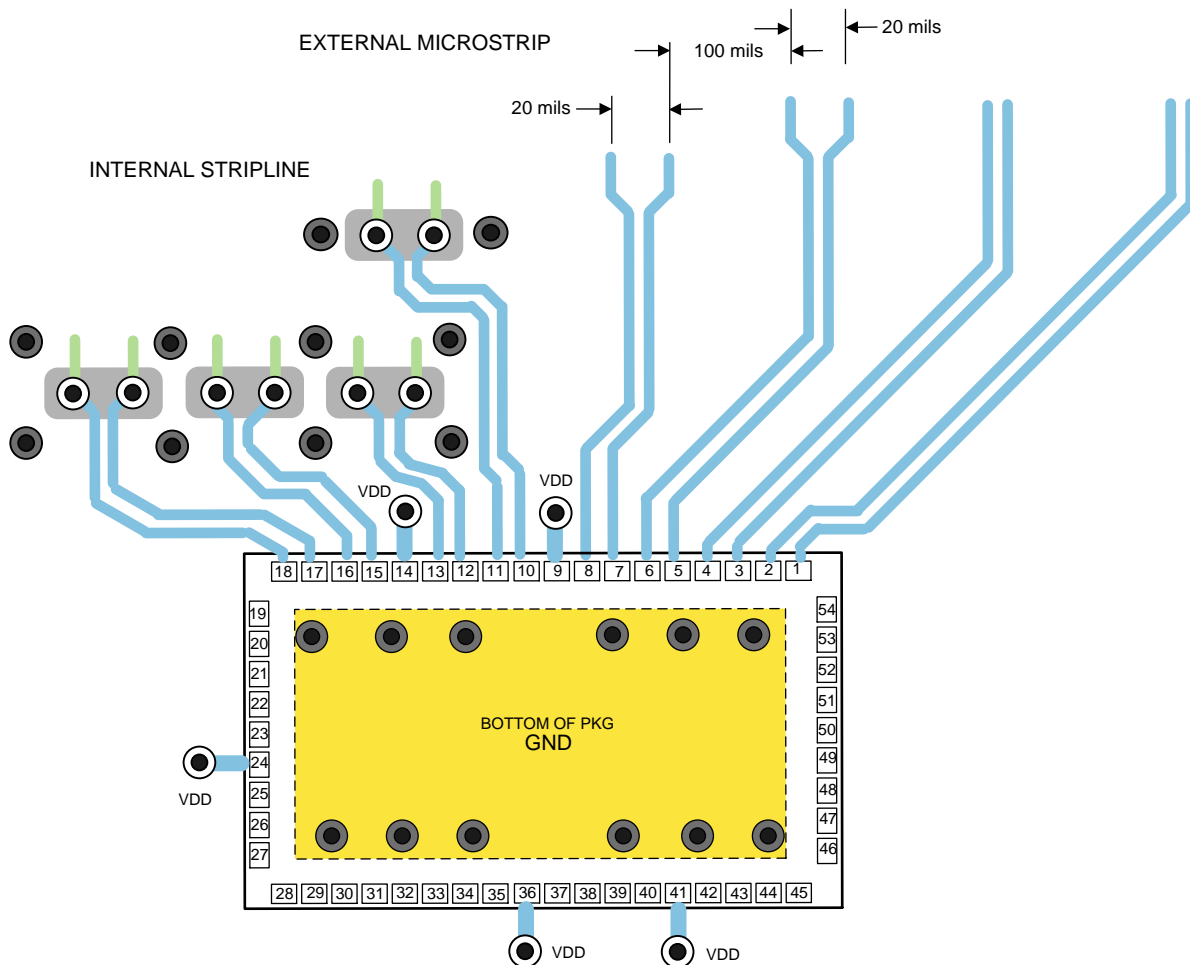 EXTERNAL MICROSTRIP
20 mils
100 mils
20 mils
INTERNAL STRIPLINE
VDD
VDD
18 17 16 15 14 13 12 11 10 9 8 7 6 5 4 3 2 1
19
20
21
22
23
24
25
26
27
54
53
52
51
50
49
48
47
46
BOTTOM OF PKG
GND
VDD
28 29 30 31 32 33 34 35 36 37 38 39 40 41 42 43 44 45
VDD
VDD